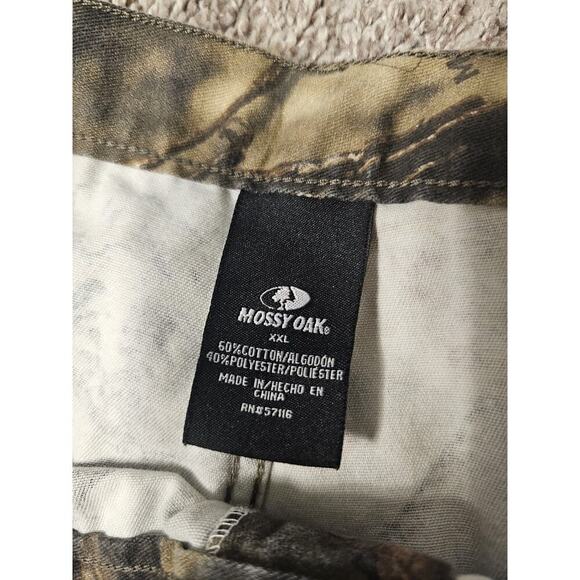 MOSSY OAK®
XXL
60% COTTON/ALGODÓN
40% POLYESTER/POLIÉSTER
MADE IN/HECHO EN
CHINA
RN#57116